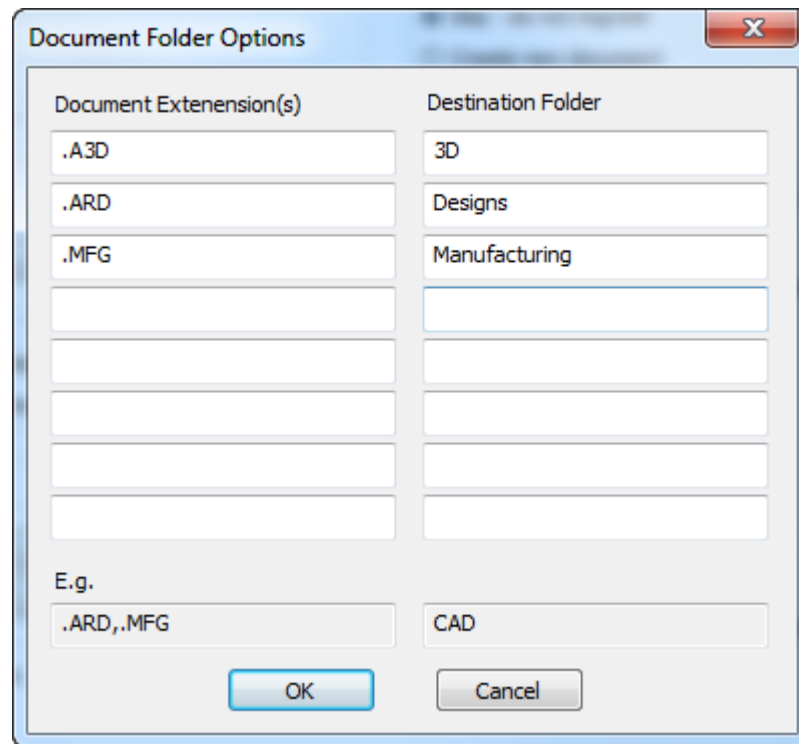 Document Folder Options
Document Extenension(s) Destination Folder
.A3D 3D
.ARD Designs
.MFG Manufacturing
E.g.
.ARD,.MFG CAD
OK Cancel